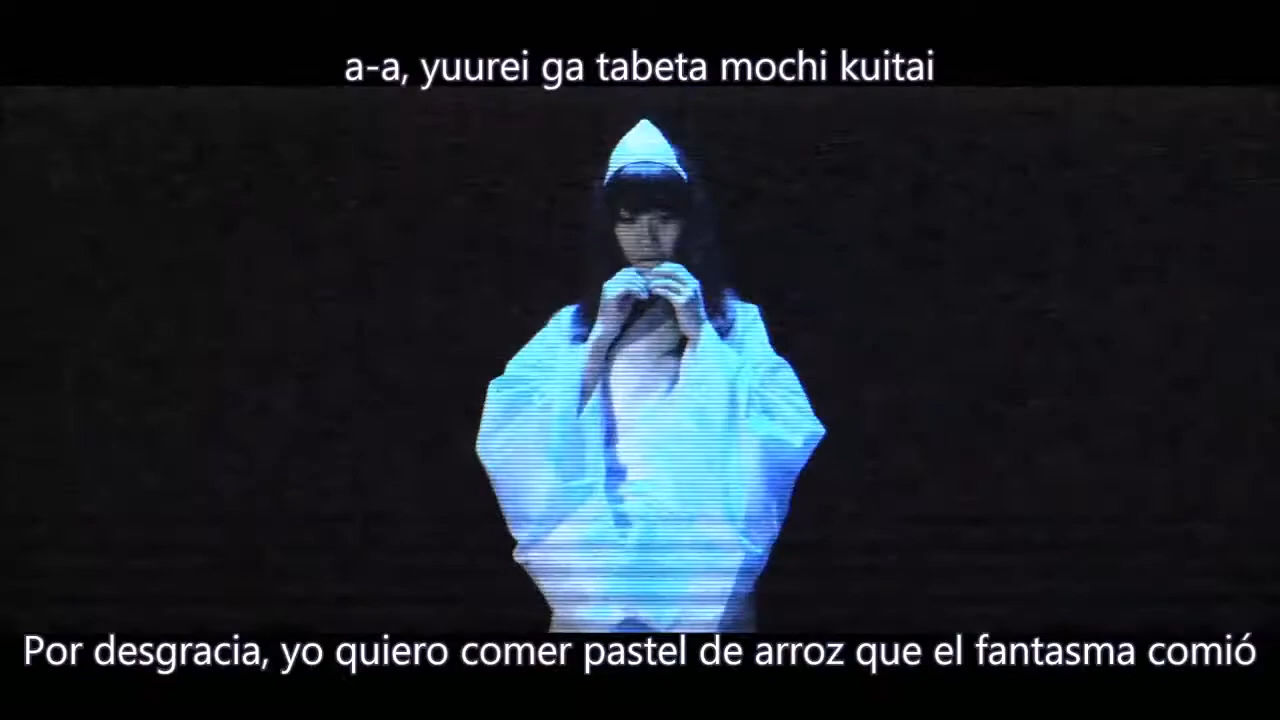 a-a, yuurei ga tabeta mochi kuitai
Por desgracia, yo quiero comer pastel de arroz que el fantasma comió